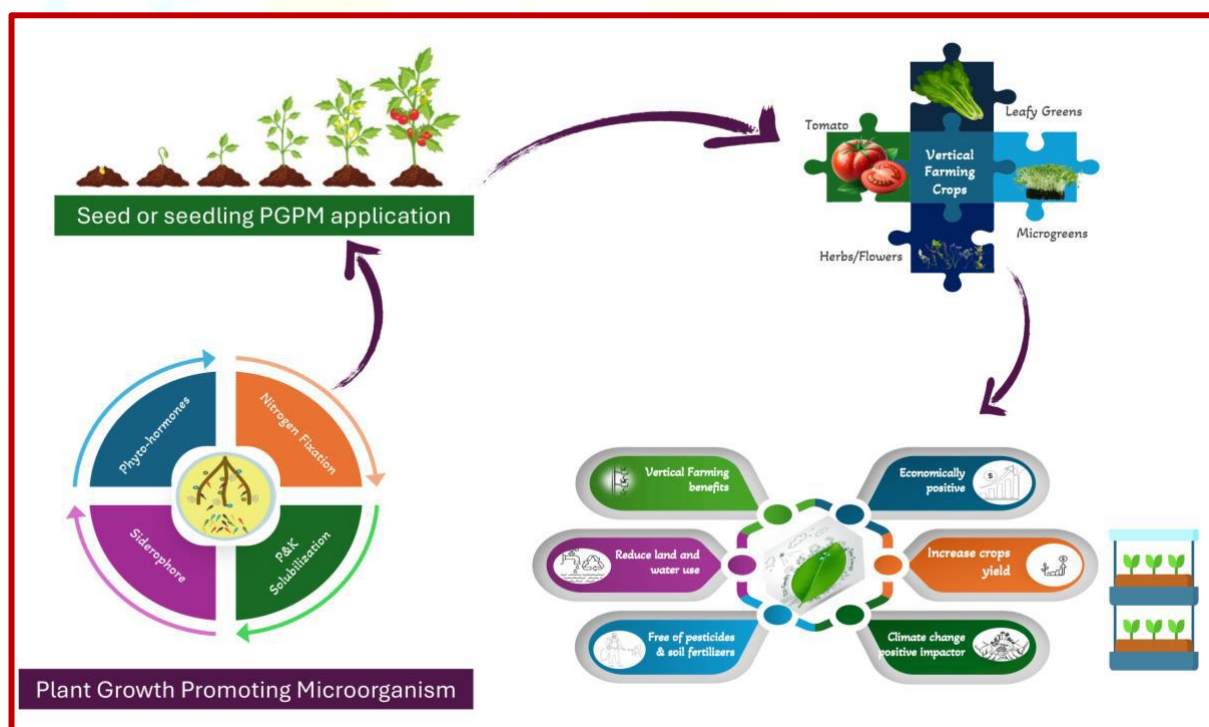 Seed or seedling PGPM application
Tomato
Leafy Greens
Vertical
Farming
Crops
Microgreens
Herbs/Flowers
Phyto-hormones
Nitrogen Fixation
Siderophore
P&K
Solubilization
Plant Growth Promoting Microorganism
Vertical Farming
benefits
Economically
positive
Reduce land and
water use
Increase crops
yield
Free of pesticides
& soil fertilizers
Climate change
positive impactor